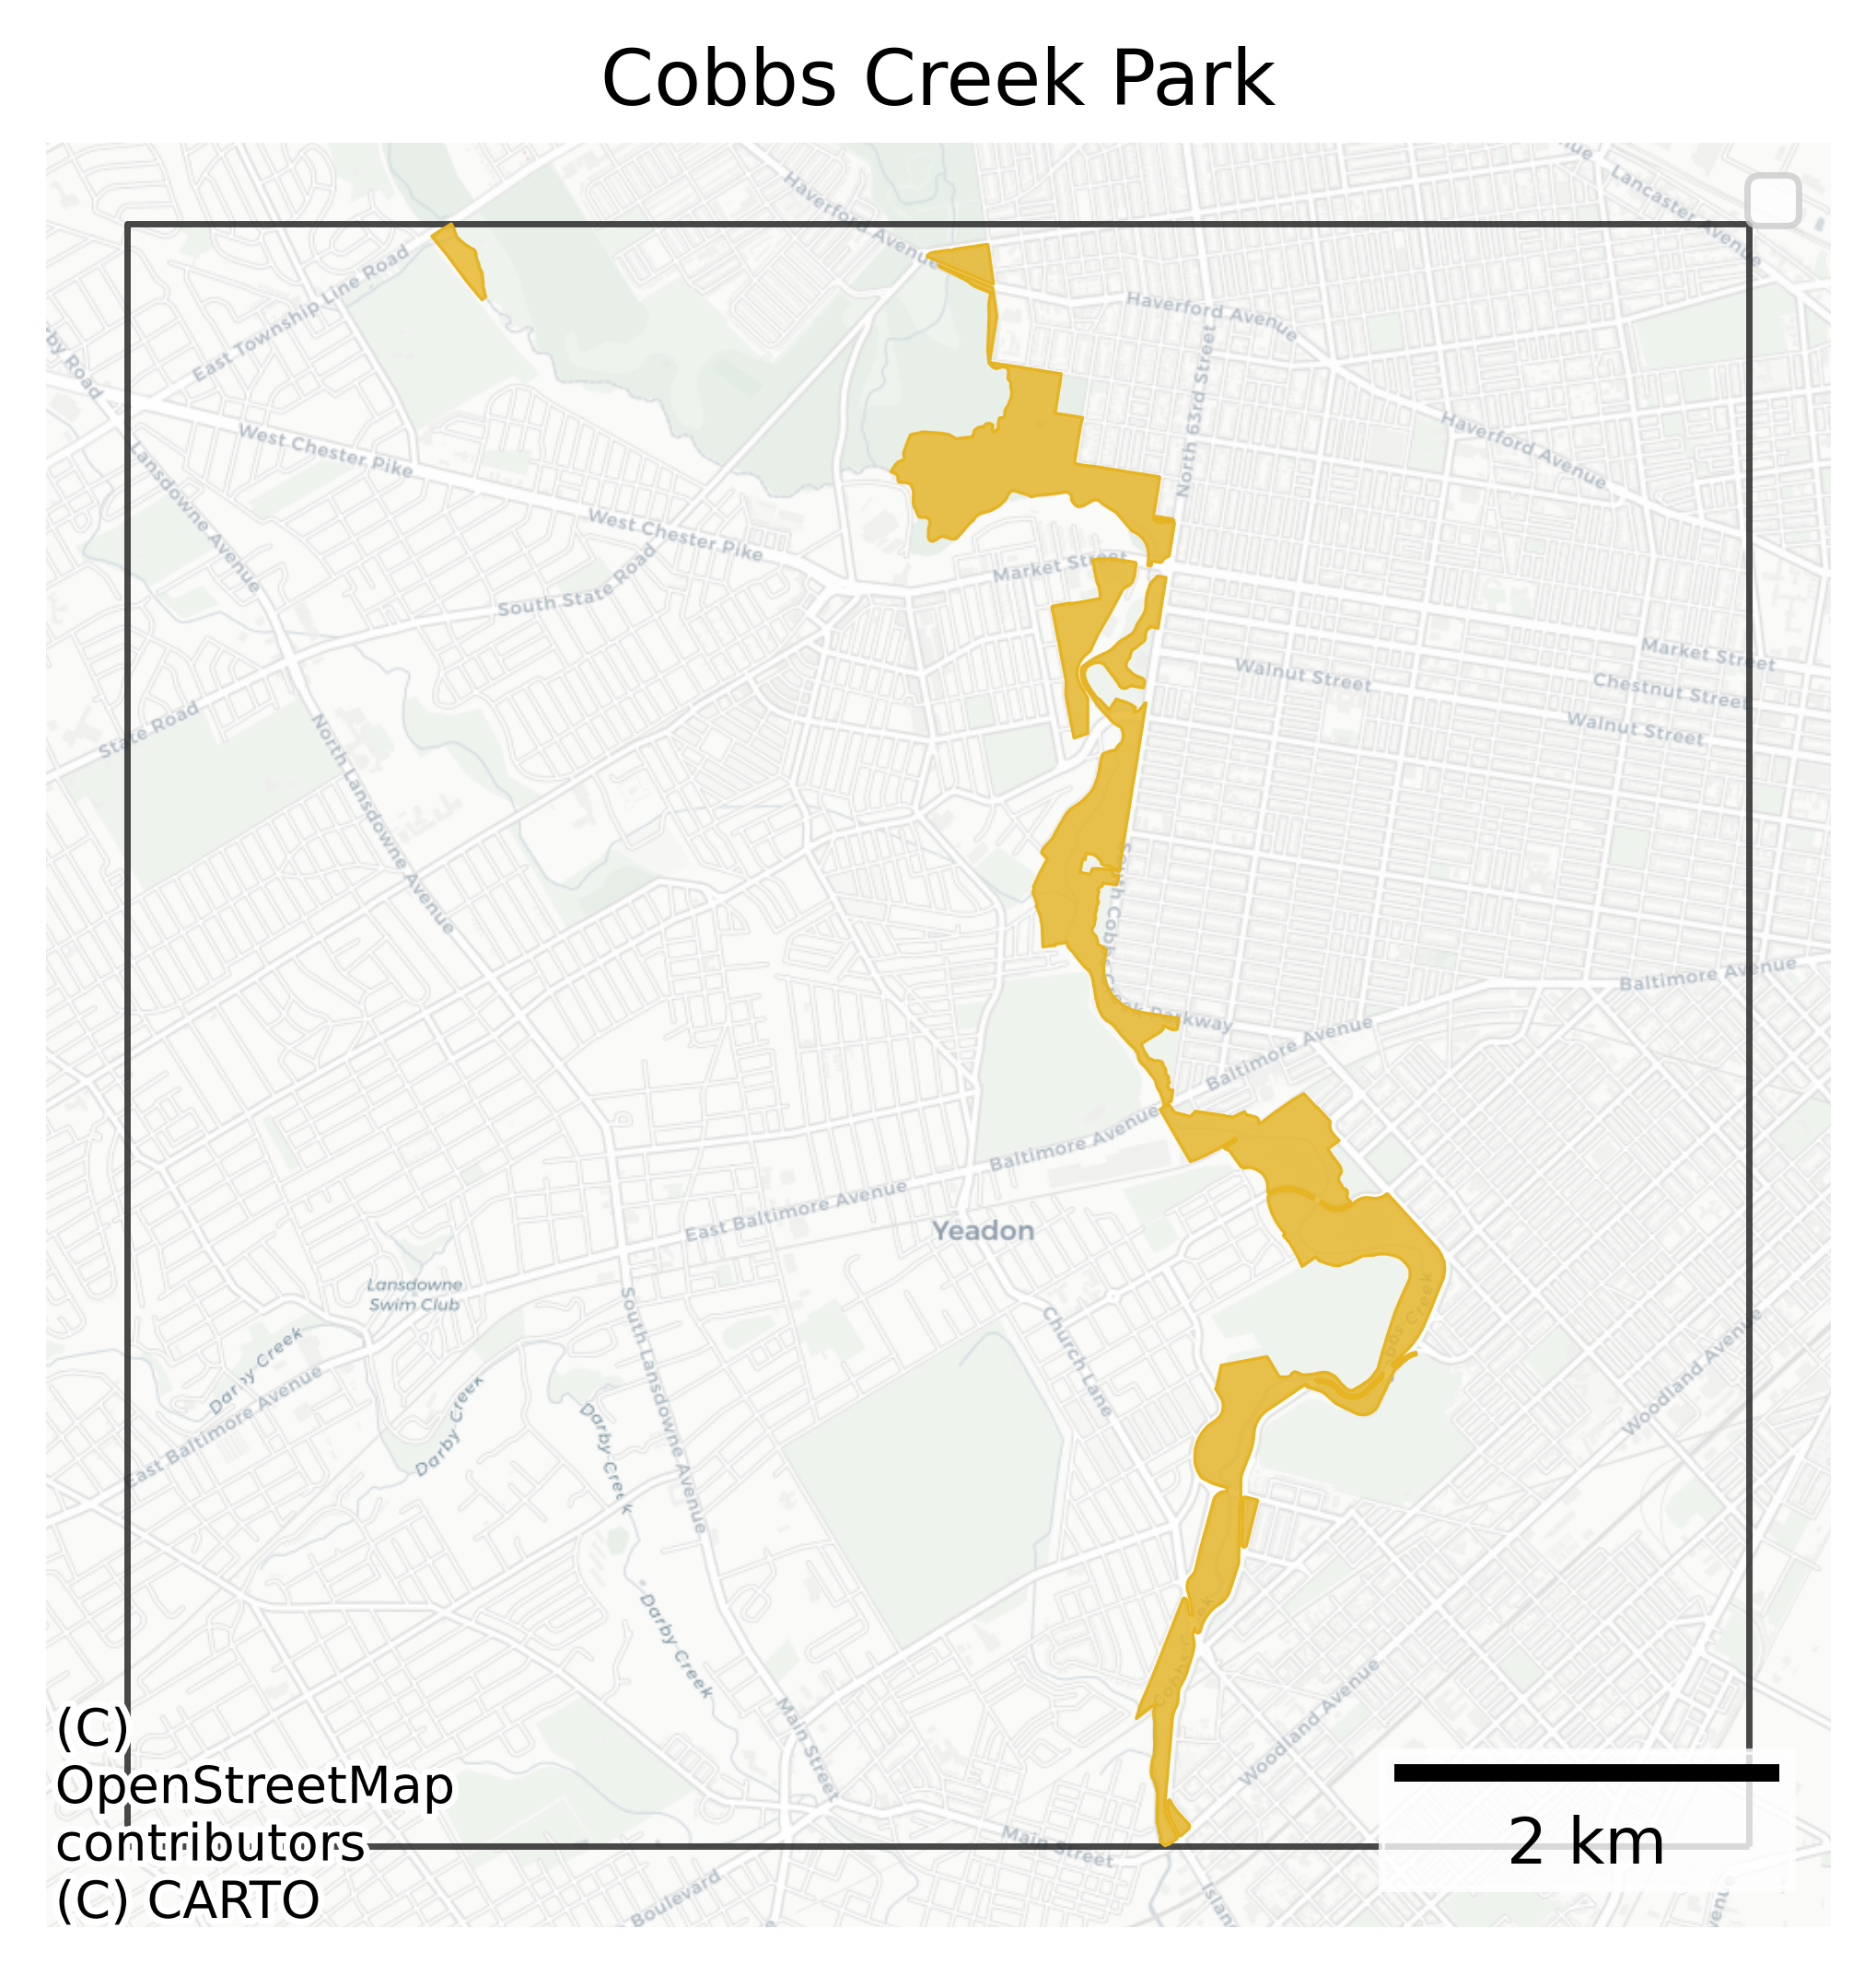 Cobbs Creek Park
Lancaster Avenue
Haverford Avenue
East Township Line Road
Haverford Avenue
North 63rd Street
West Chester Pike
Haverford Avenue
Lansdowne Avenue
West Chester Pike
Market Street
South State Road
Market Street
Walnut Street
Chestnut Street
State Road
Walnut Street
North Lansdowne Avenue
Baltimore Avenue
Parkway
Baltimore Avenue
Baltimore Avenue
East Baltimore Avenue
Yeadon
Lansdowne
Swim Club
South Lansdowne Avenue
Church Lane
Creek
Darby Creek
East Baltimore Avenue
Darby Creek
Darby Creek
Woodland Avenue
Darby Creek
Woodland Avenue
Main Street
Main Street
Boulevard
(C)
OpenStreetMap
contributors
(C) CARTO
2 km